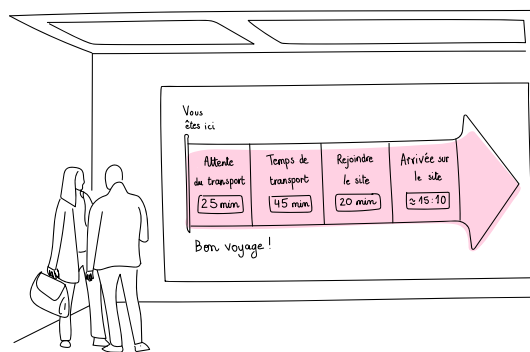 Vous
êtes ici
Attente
du transport
25 min
Temps de
transport
45 min
Rejoindre
le site
20 min
Arrivée sur
le site
≈ 15:10
Bon voyage !